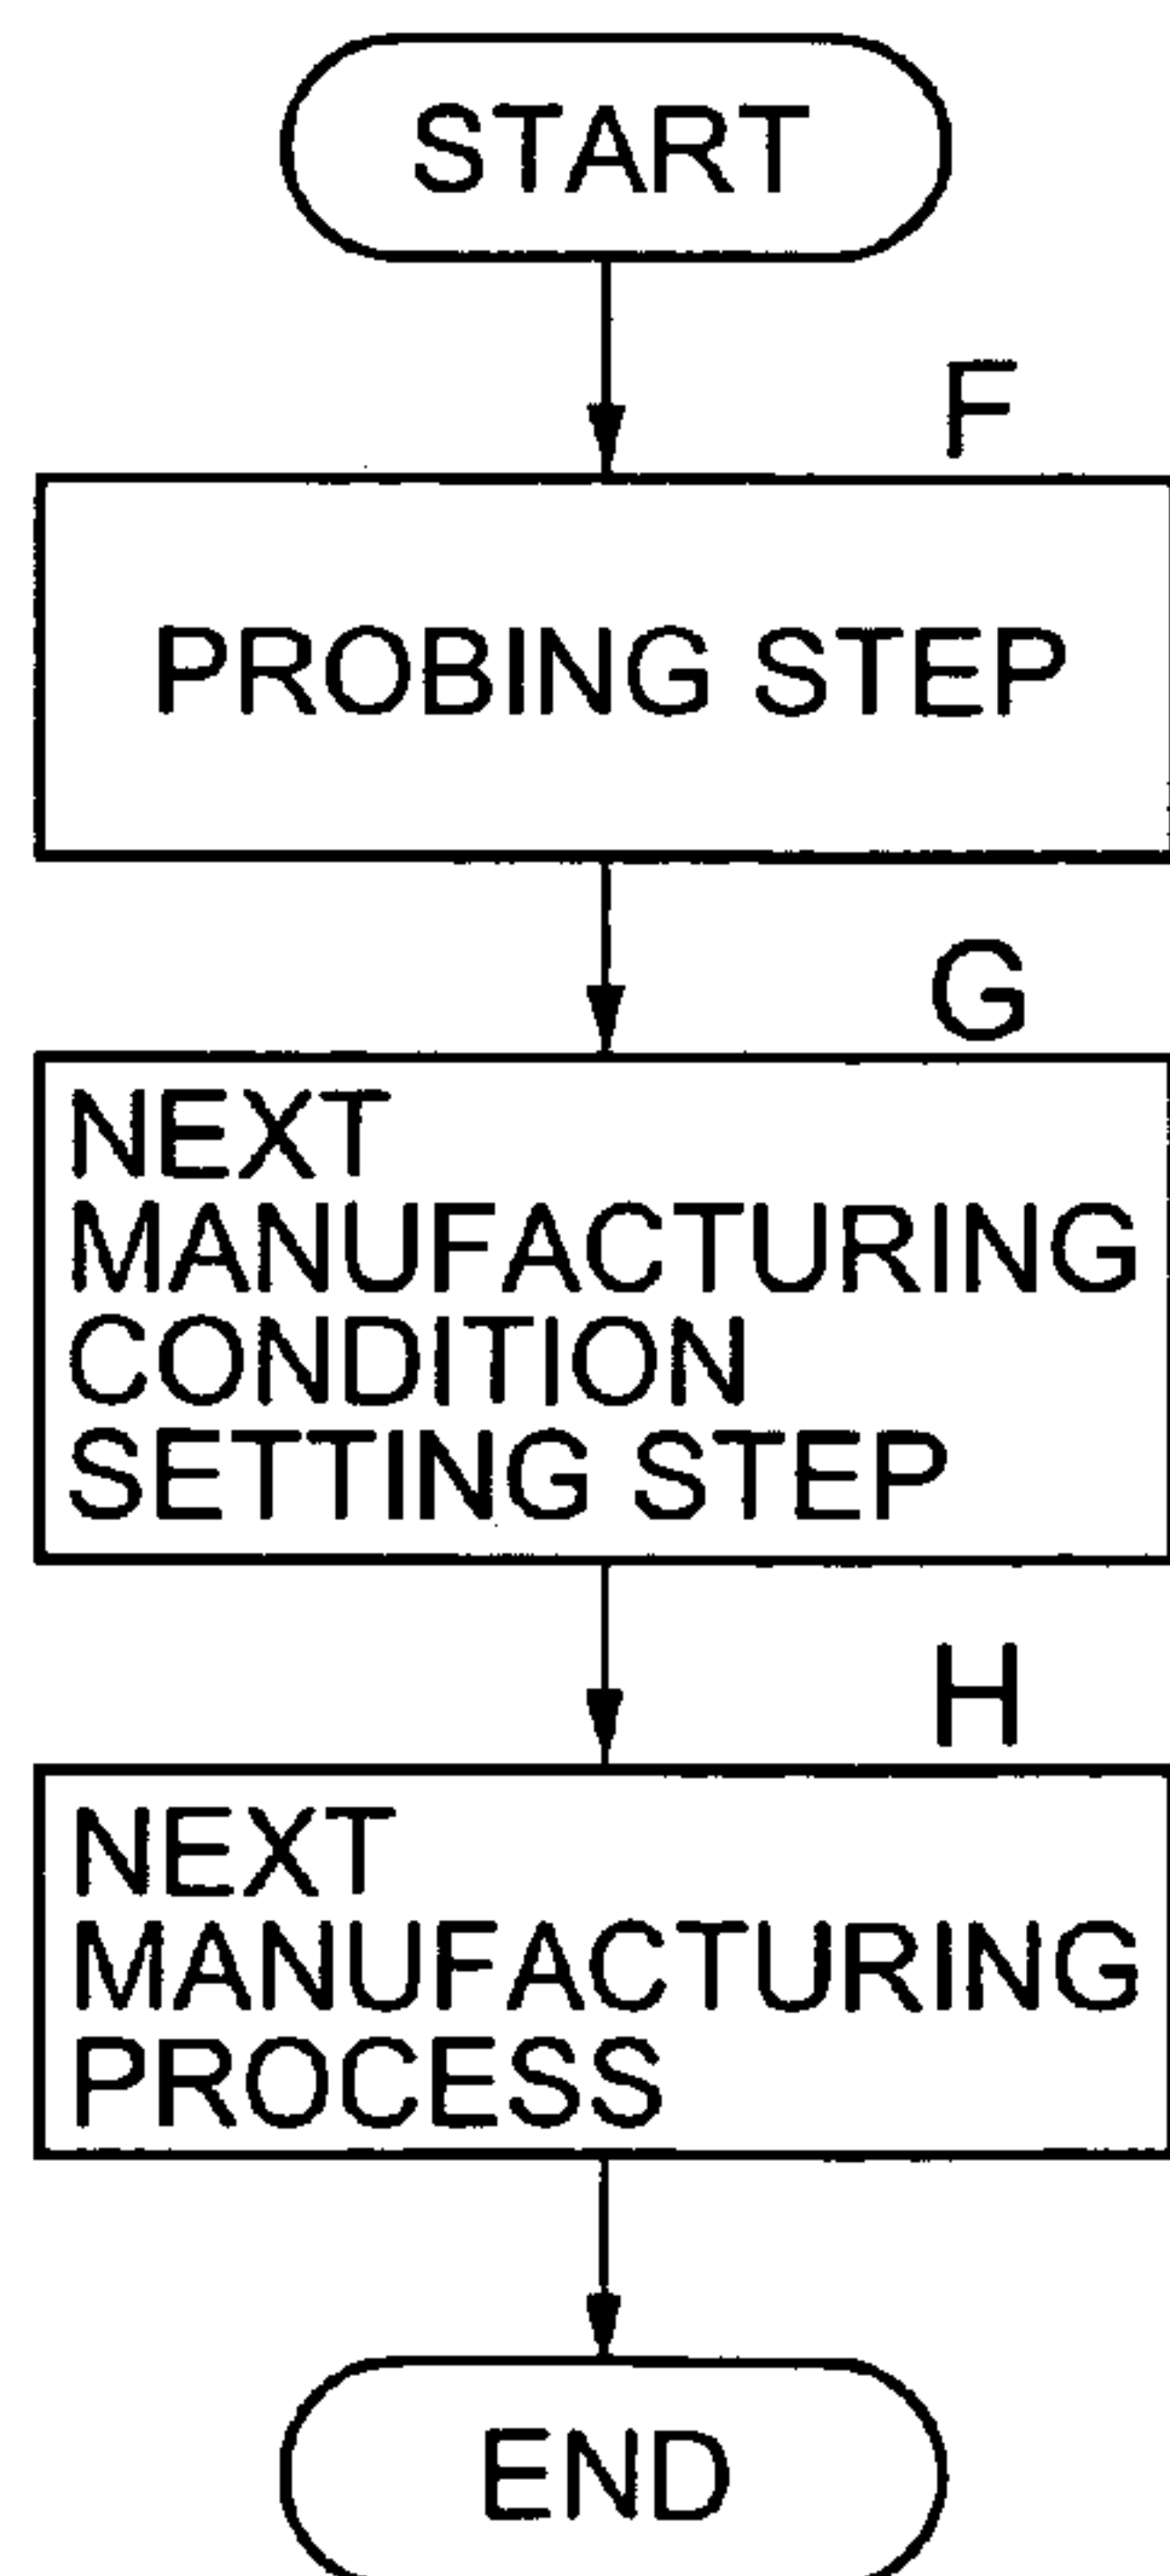 START
F
PROBING STEP
G
NEXT
MANUFACTURING
CONDITION
SETTING STEP
H
NEXT
MANUFACTURING
PROCESS
END